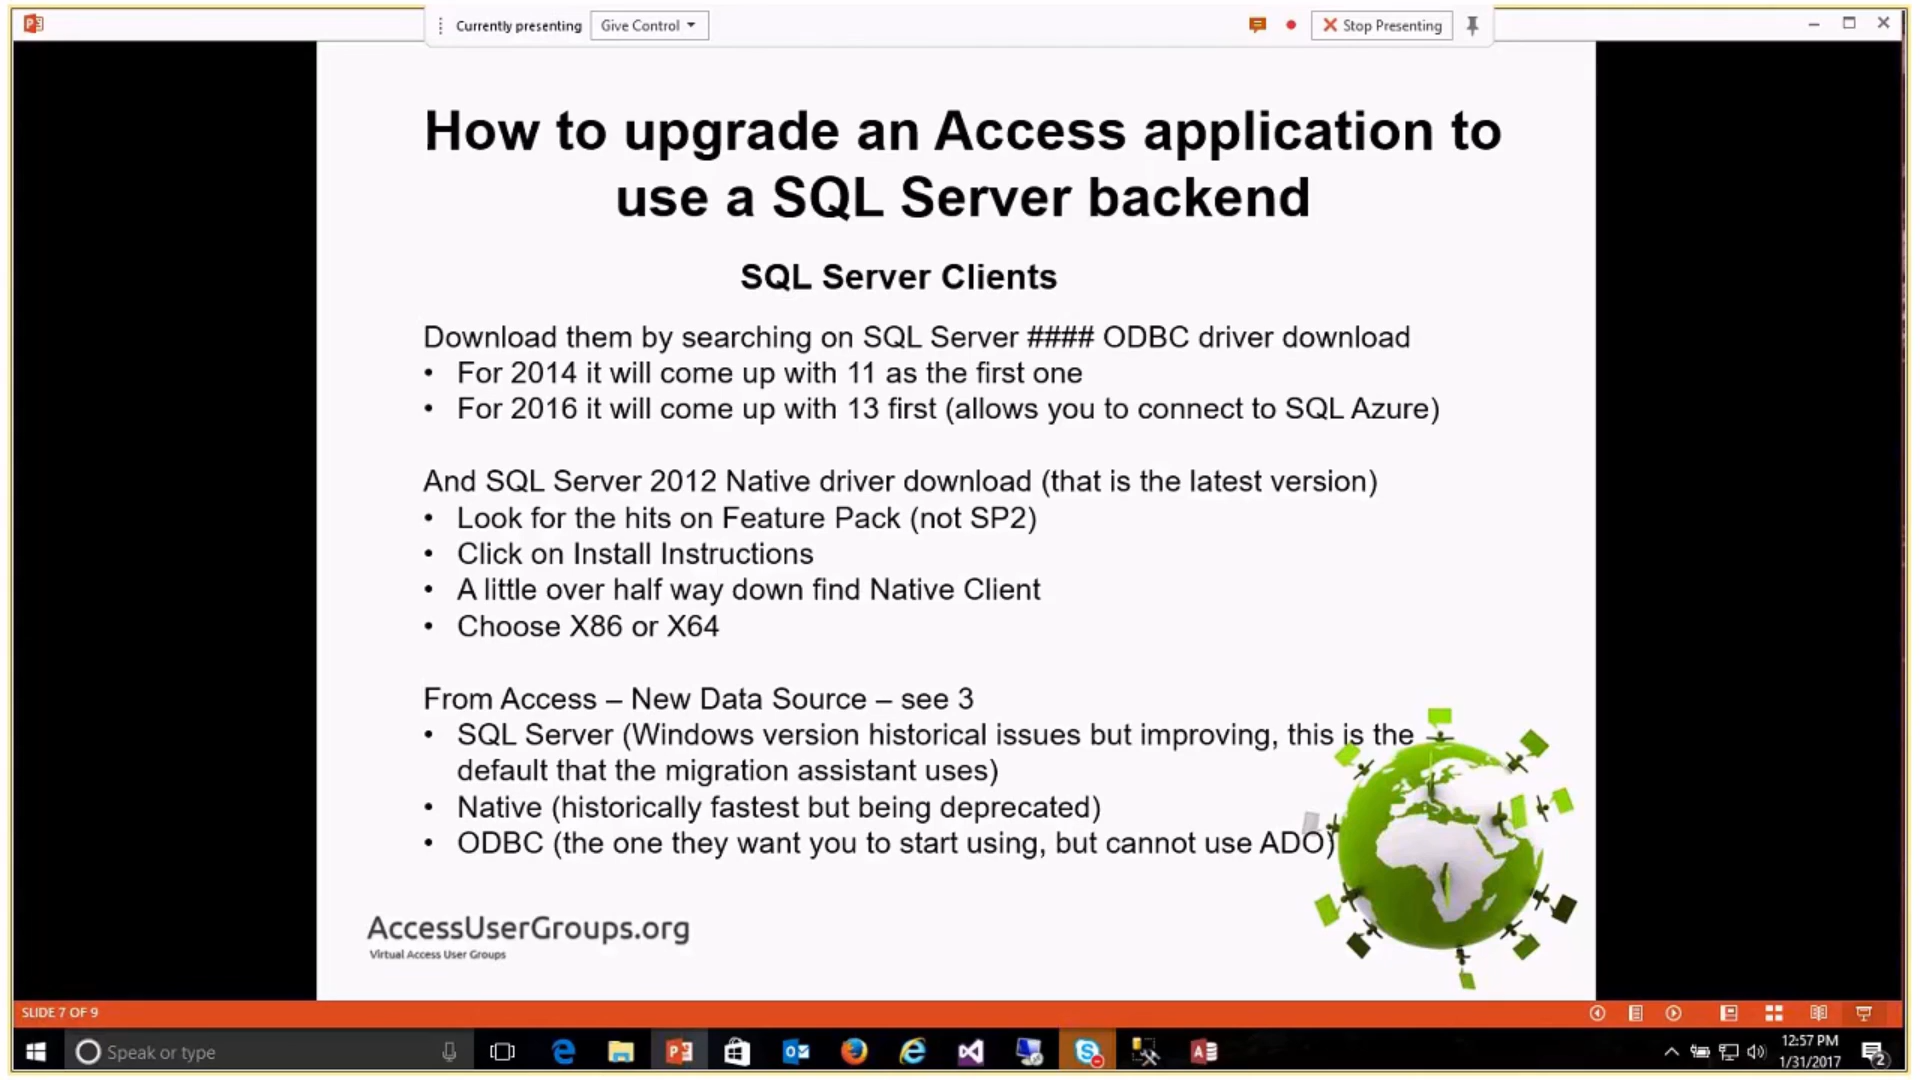 Currently presenting
Give Control
Stop Presenting
How to upgrade an Access application to
use a SQL Server backend
SQL Server Clients
Download them by searching on SQL Server #### ODBC driver download
• For 2014 it will come up with 11 as the first one
• For 2016 it will come up with 13 first (allows you to connect to SQL Azure)
And SQL Server 2012 Native driver download (that is the latest version)
• Look for the hits on Feature Pack (not SP2)
• Click on Install Instructions
• A little over half way down find Native Client
• Choose X86 or X64
From Access – New Data Source – see 3
• SQL Server (Windows version historical issues but improving, this is the
default that the migration assistant uses)
• Native (historically fastest but being deprecated)
• ODBC (the one they want you to start using, but cannot use ADO)
AccessUserGroups.org
Virtual Access User Groups
SLIDE 7 OF 9
Speak or type
12:57 PM
1/31/2017
2